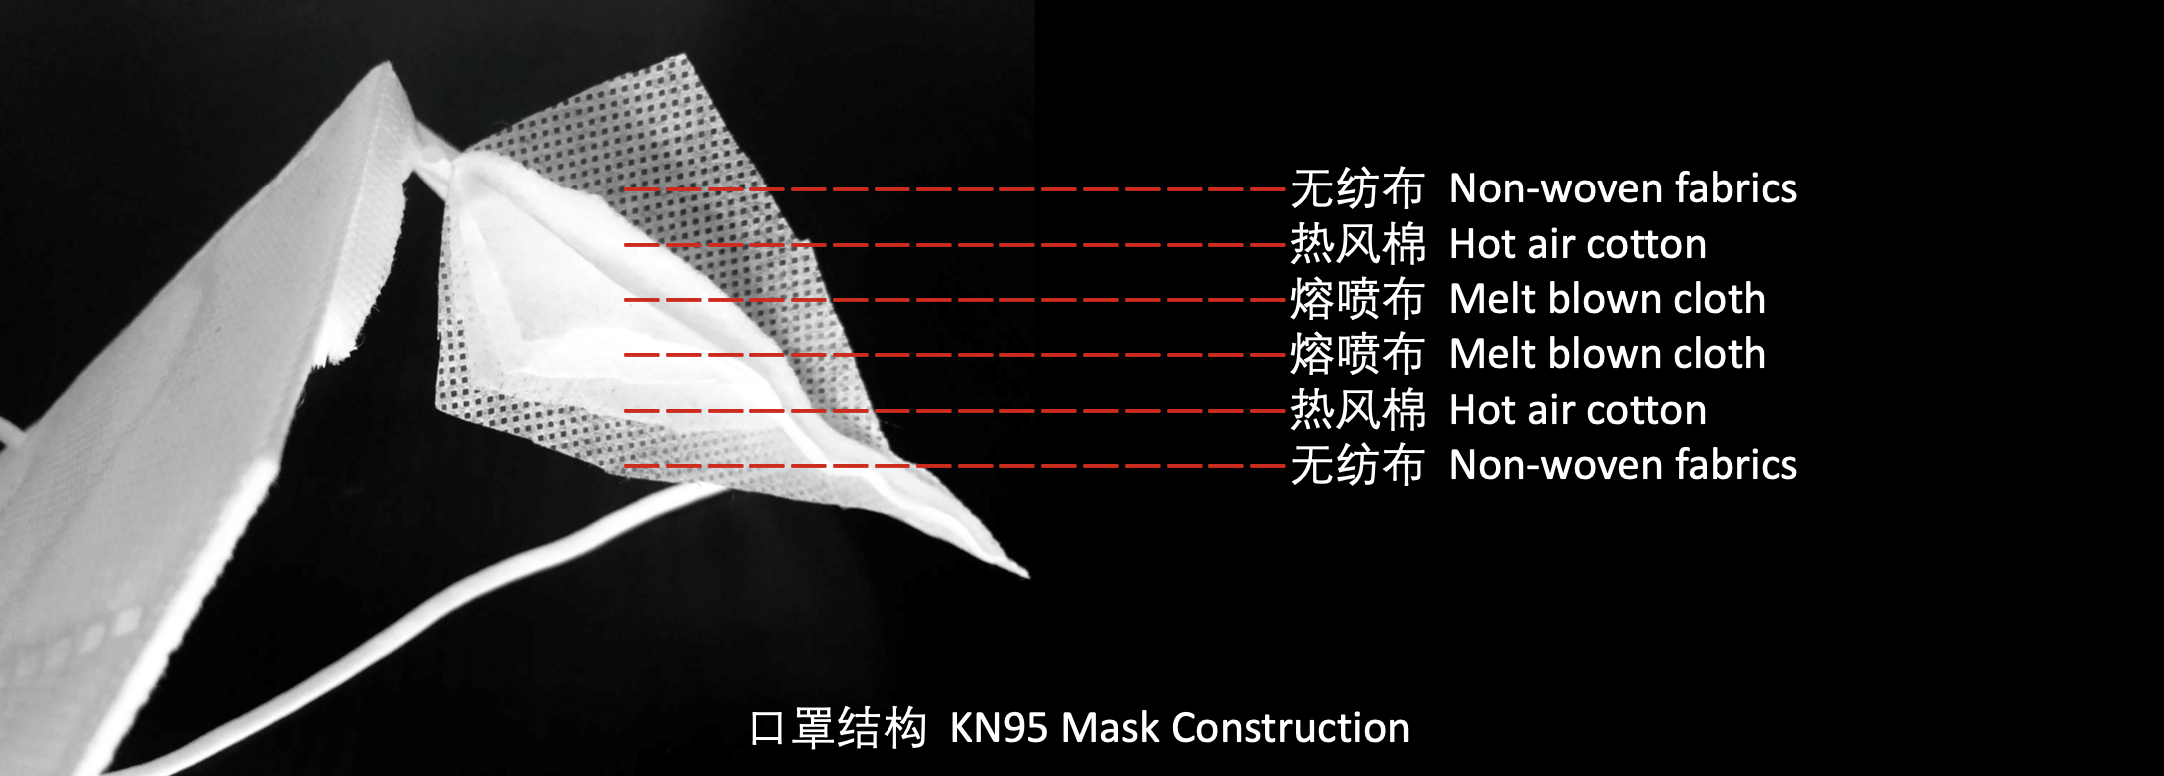 无纺布 Non-woven fabrics
热风棉 Hot air cotton
熔喷布 Melt blown cloth
熔喷布 Melt blown cloth
热风棉 Hot air cotton
无纺布 Non-woven fabrics
口罩结构 KN95 Mask Construction